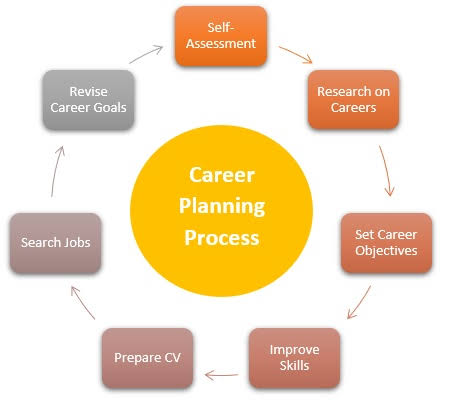 Self-
Assessment
Research on
Careers
Set Career
Objectives
Improve
Skills
Prepare CV
Search Jobs
Revise
Career Goals
Career
Planning
Process